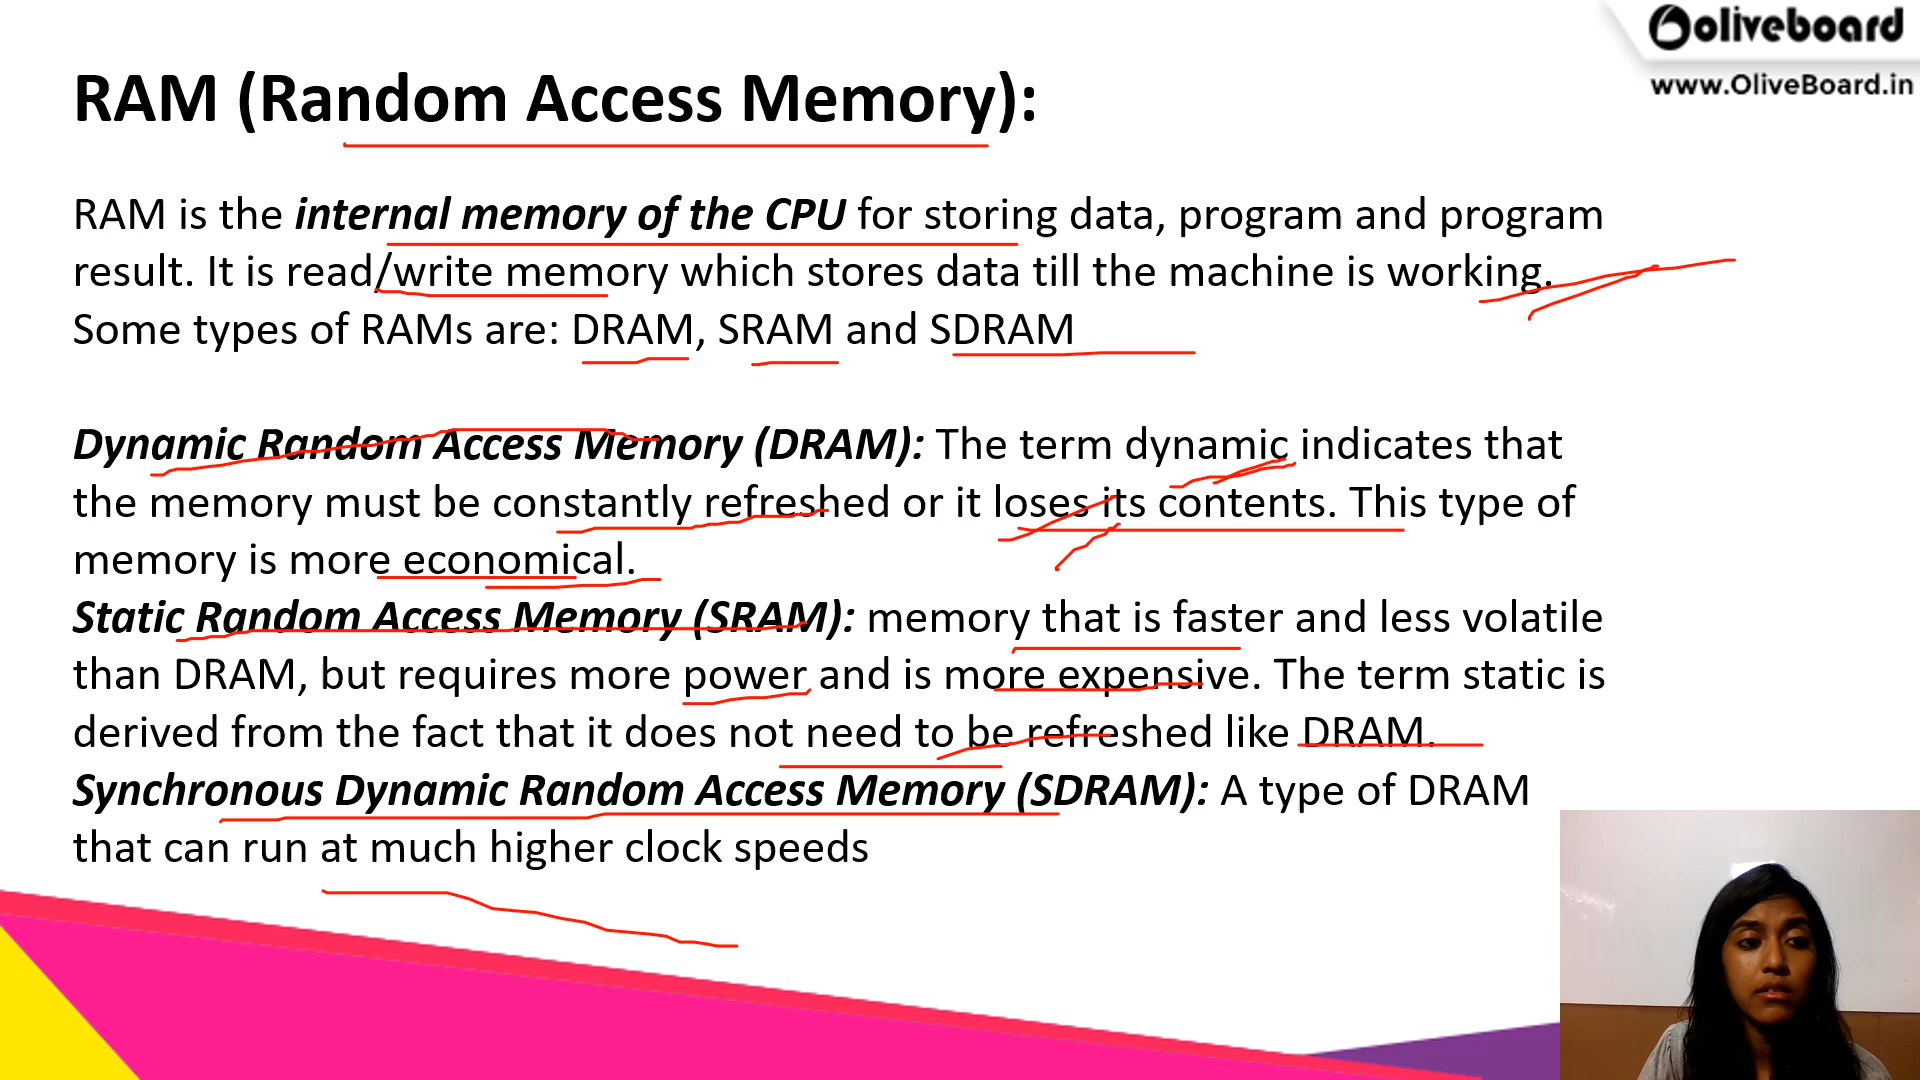 oliveboard
www.OliveBoard.in
RAM (Random Access Memory):
RAM is the internal memory of the CPU for storing data, program and program
result. It is read/write memory which stores data till the machine is working.
Some types of RAMs are: DRAM, SRAM and SDRAM
Dynamic Random Access Memory (DRAM): The term dynamic indicates that
the memory must be constantly refreshed or it loses its contents. This type of
memory is more economical.
Static Random Access Memory (SRAM): memory that is faster and less volatile
than DRAM, but requires more power and is more expensive. The term static is
derived from the fact that it does not need to be refreshed like DRAM.
Synchronous Dynamic Random Access Memory (SDRAM): A type of DRAM
that can run at much higher clock speeds